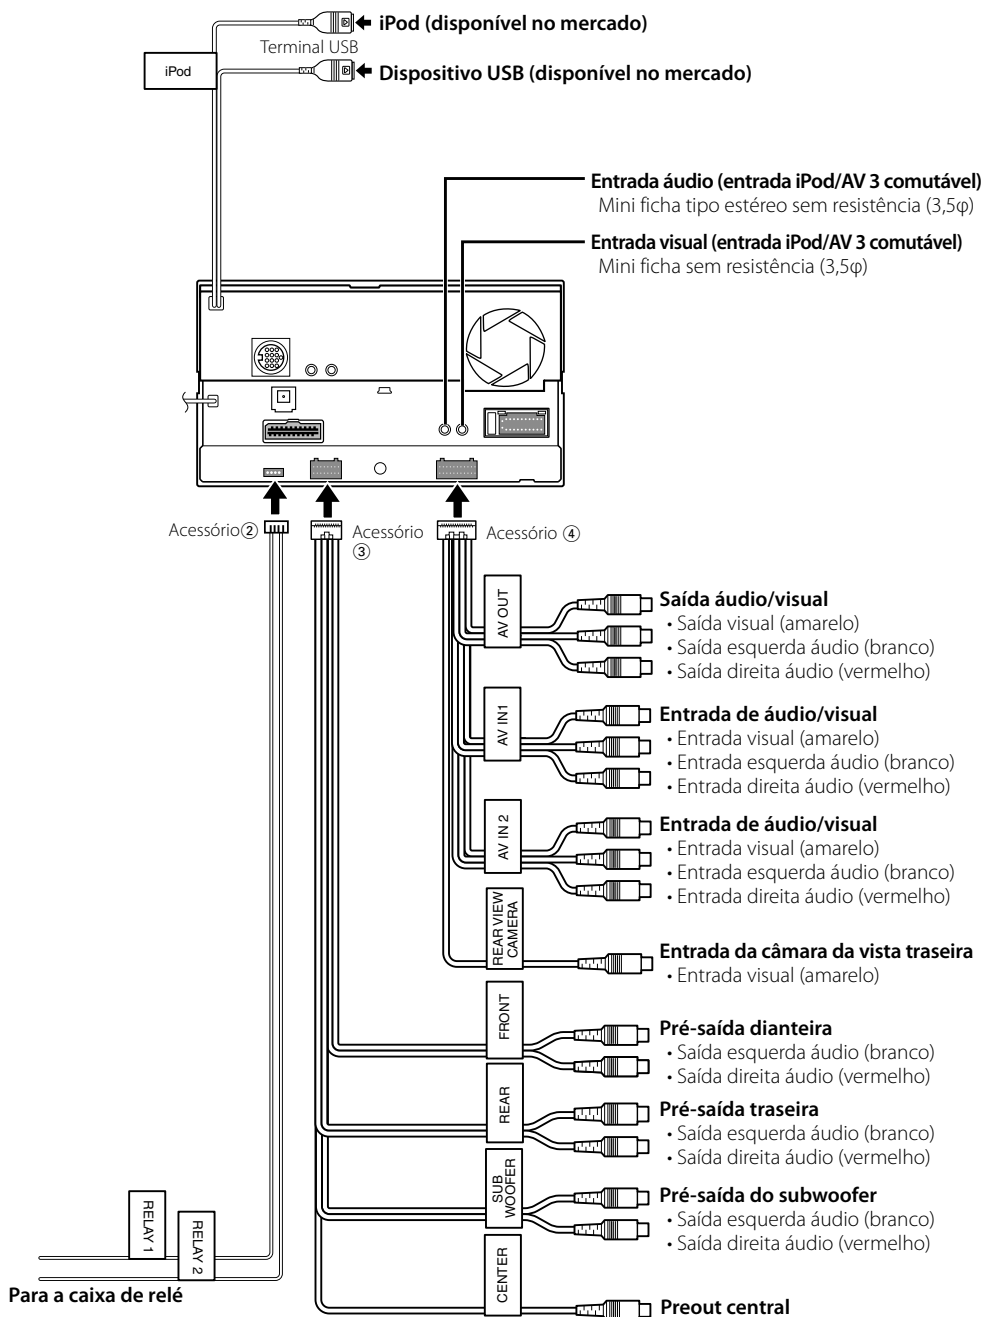 iPod (disponível no mercado)
Terminal USB
iPod
Dispositivo USB (disponível no mercado)
Entrada áudio (entrada iPod/AV 3 comutável)
Mini ficha tipo estéreo sem resistência (3,5φ)
Entrada visual (entrada iPod/AV 3 comutável)
Mini ficha sem resistência (3,5φ)
Acessório②
Acessório
③
Acessório ④
AV OUT
Saída áudio/visual
• Saída visual (amarelo)
• Saída esquerda áudio (branco)
• Saída direita áudio (vermelho)
AV IN1
Entrada de áudio/visual
• Entrada visual (amarelo)
• Entrada esquerda áudio (branco)
• Entrada direita áudio (vermelho)
AV IN 2
Entrada de áudio/visual
• Entrada visual (amarelo)
• Entrada esquerda áudio (branco)
• Entrada direita áudio (vermelho)
REAR VIEW
CAMERA
Entrada da câmara da vista traseira
• Entrada visual (amarelo)
FRONT
Pré-saída dianteira
• Saída esquerda áudio (branco)
• Saída direita áudio (vermelho)
REAR
Pré-saída traseira
• Saída esquerda áudio (branco)
• Saída direita áudio (vermelho)
SUB
WOOFER
Pré-saída do subwoofer
• Saída esquerda áudio (branco)
• Saída direita áudio (vermelho)
RELAY 1
RELAY 2
Para a caixa de relé
CENTER
Preout central